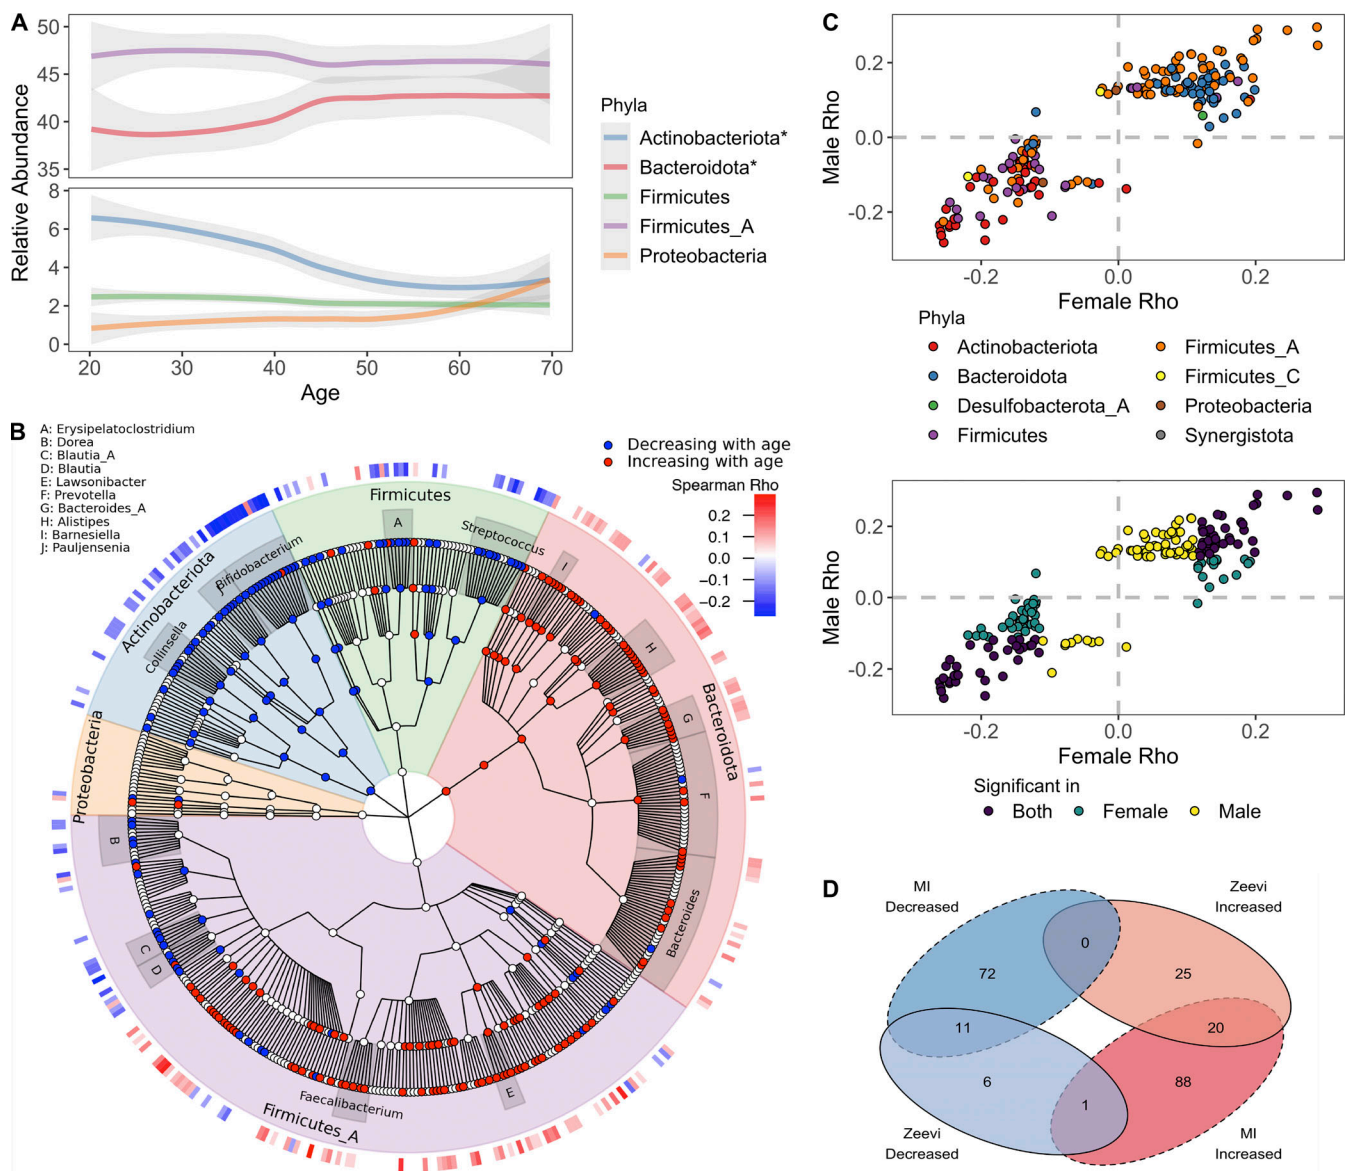 A
50
45
40
35
8
6
4
2
0
Relative Abundance
20
30
40
50
60
70
Age
Phyla
Actinobacteriota*
Bacteroidota*
Firmicutes
Firmicutes_A
Proteobacteria
B
A: Erysipelatoclostridium
B: Dorea
C: Blautia_A
D: Blautia
E: Lawsonibacter
F: Prevotella
G: Bacteroides_A
H: Alistipes
I: Barnesiella
J: Pauljensenia
Decreasing with age
Increasing with age
Spearman Rho
0.2
0.1
0.0
−0.1
−0.2
Firmicutes
A
Streptococcus
I
H
Bacteroidota
G
F
Bacteroides
E
Faecalibacterium
Firmicutes_A
D
C
B
Proteobacteria
Collinsella
Actinobacteriota
Bifidobacterium
C
0.2
0.0
-0.2
Male Rho
-0.2
0.0
0.2
Female Rho
Phyla
Actinobacteriota
Bacteroidota
Desulfobacterota_A
Firmicutes
Firmicutes_A
Firmicutes_C
Proteobacteria
Synergistota
0.2
0.0
-0.2
Male Rho
-0.2
0.0
0.2
Female Rho
Significant in
Both
Female
Male
D
MI
Decreased
Zeevi
Increased
0
72
25
11
20
6
88
1
Zeevi
Decreased
MI
Increased